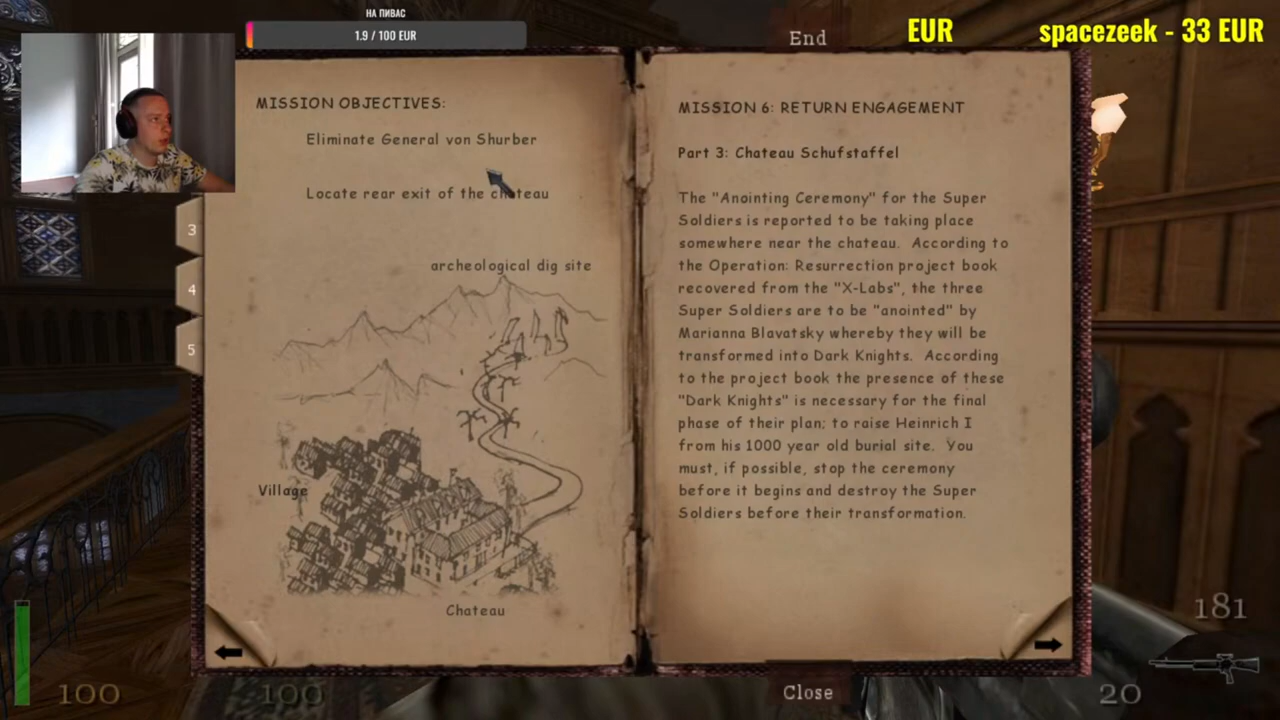 НА ПИВАС
1.9 / 100 EUR
EUR
spacezeek - 33 EUR
End
MISSION OBJECTIVES:
Eliminate General von Shurber
Locate rear exit of the chateau
archeological dig site
Village
Chateau
3
4
5
MISSION 6: RETURN ENGAGEMENT
Part 3: Chateau Schufstaffel
The "Anointing Ceremony" for the Super
Soldiers is reported to be taking place
somewhere near the chateau. According to
the Operation: Resurrection project book
recovered from the "X-Labs", the three
Super Soldiers are to be "anointed" by
Marianna Blavatsky whereby they will be
transformed into Dark Knights. According
to the project book the presence of these
"Dark Knights" is necessary for the final
phase of their plan; to raise Heinrich I
from his 1000 year old burial site. You
must, if possible, stop the ceremony
before it begins and destroy the Super
Soldiers before their transformation.
Close
100
100
181
20